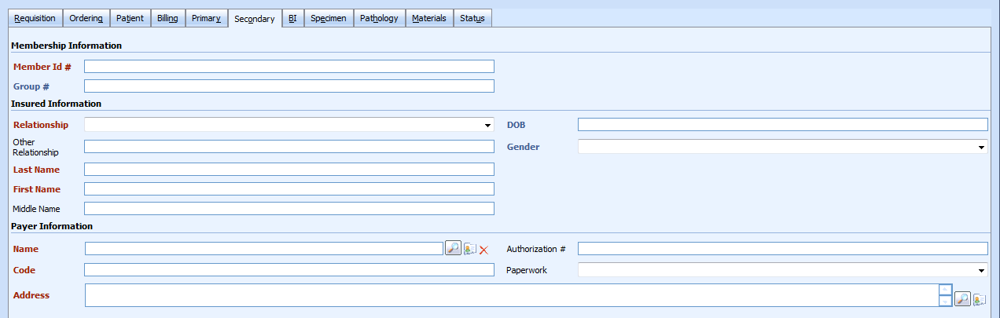 Requisition Ordering Patient Billing Primary Secondary BI Specimen Pathology Materials Status
Membership Information
Member Id #
Group #
Insured Information
Relationship DOB
Other
Relationship
Gender
Last Name
First Name
Middle Name
Payer Information
Name Authorization #
Code Paperwork
Address